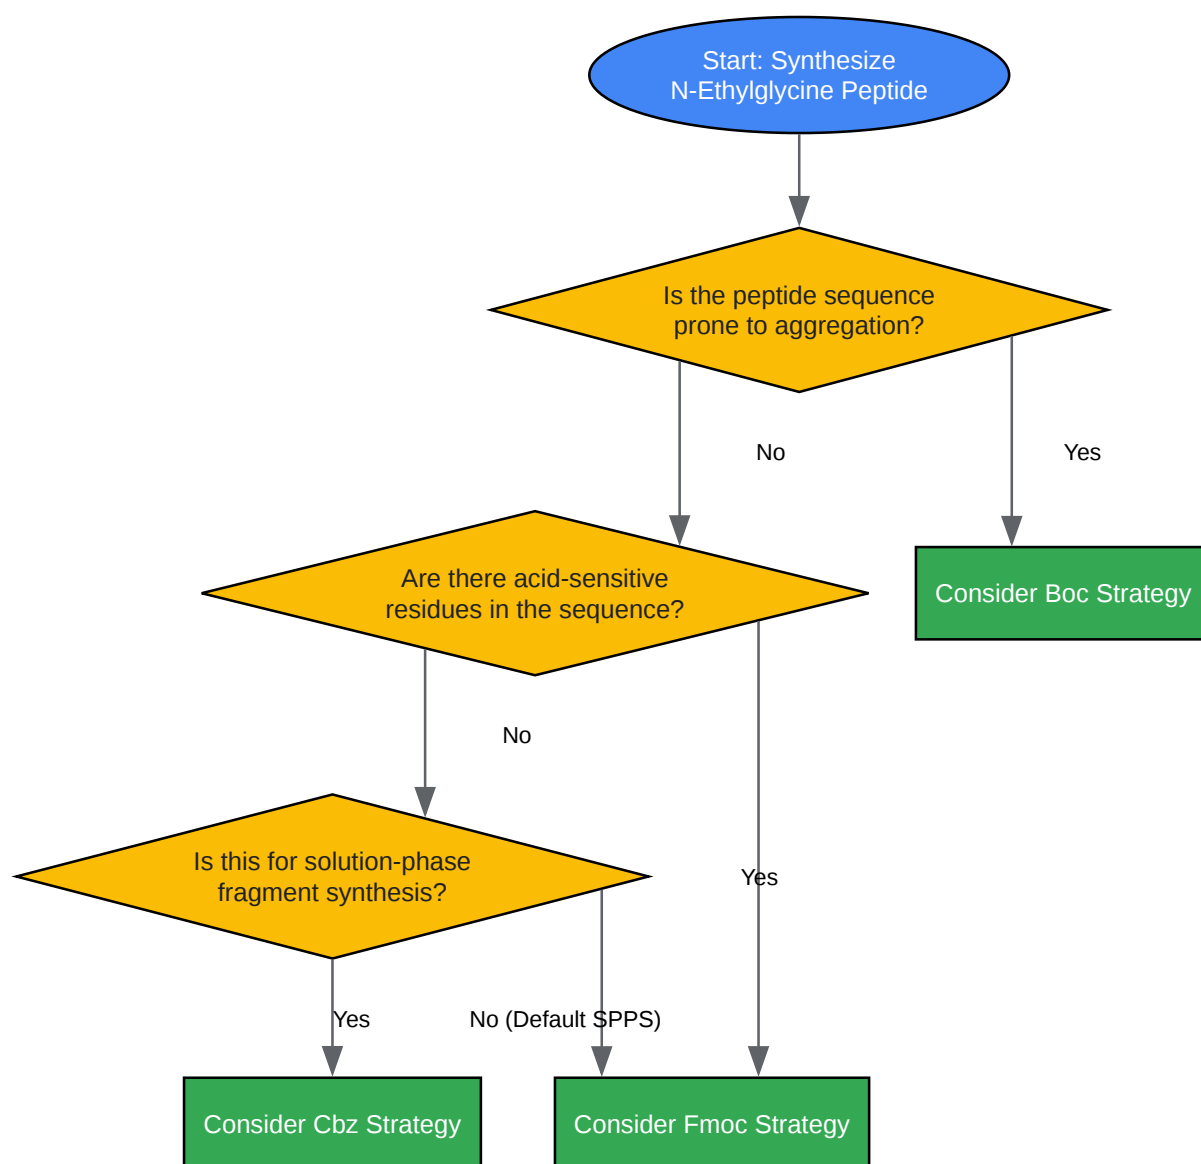 Start: Synthesize
N-Ethylglycine Peptide
Is the peptide sequence
prone to aggregation?
No
Yes
Are there acid-sensitive
residues in the sequence?
Consider Boc Strategy
No
Is this for solution-phase
fragment synthesis?
Yes
Yes
No (Default SPPS)
Consider Cbz Strategy
Consider Fmoc Strategy